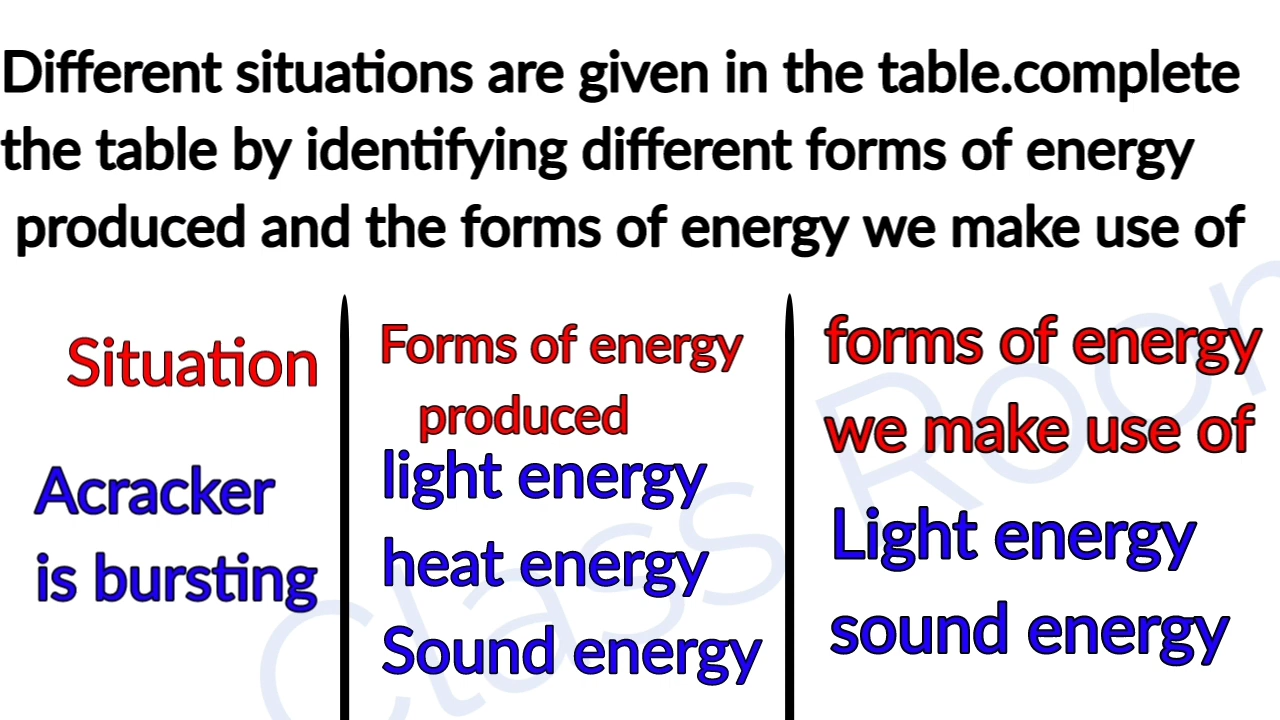 Different situations are given in the table.complete
the table by identifying different forms of energy
produced and the forms of energy we make use of
Situation
Forms of energy
produced
forms of energy
we make use of
Acracker
is bursting
light energy
heat energy
Sound energy
Light energy
sound energy
Class Room